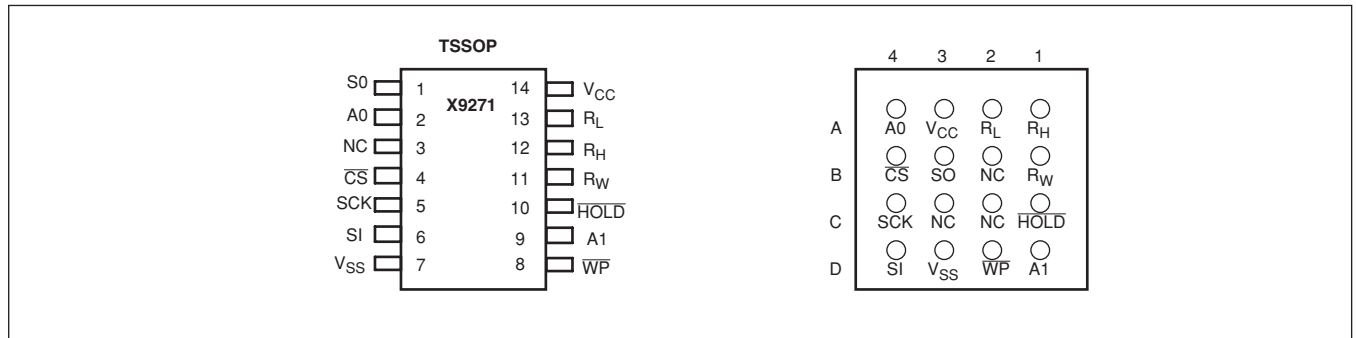 TSSOP
X9271
S0 1 14 VCC
A0 2 13 RL
NC 3 12 RH
CS 4 11 RW
SCK 5 10 HOLD
SI 6 9 A1
VSS 7 8 WP
4 3 2 1
A A0 VCC RL RH
B CS SO NC RW
C SCK NC NC HOLD
D SI VSS WP A1